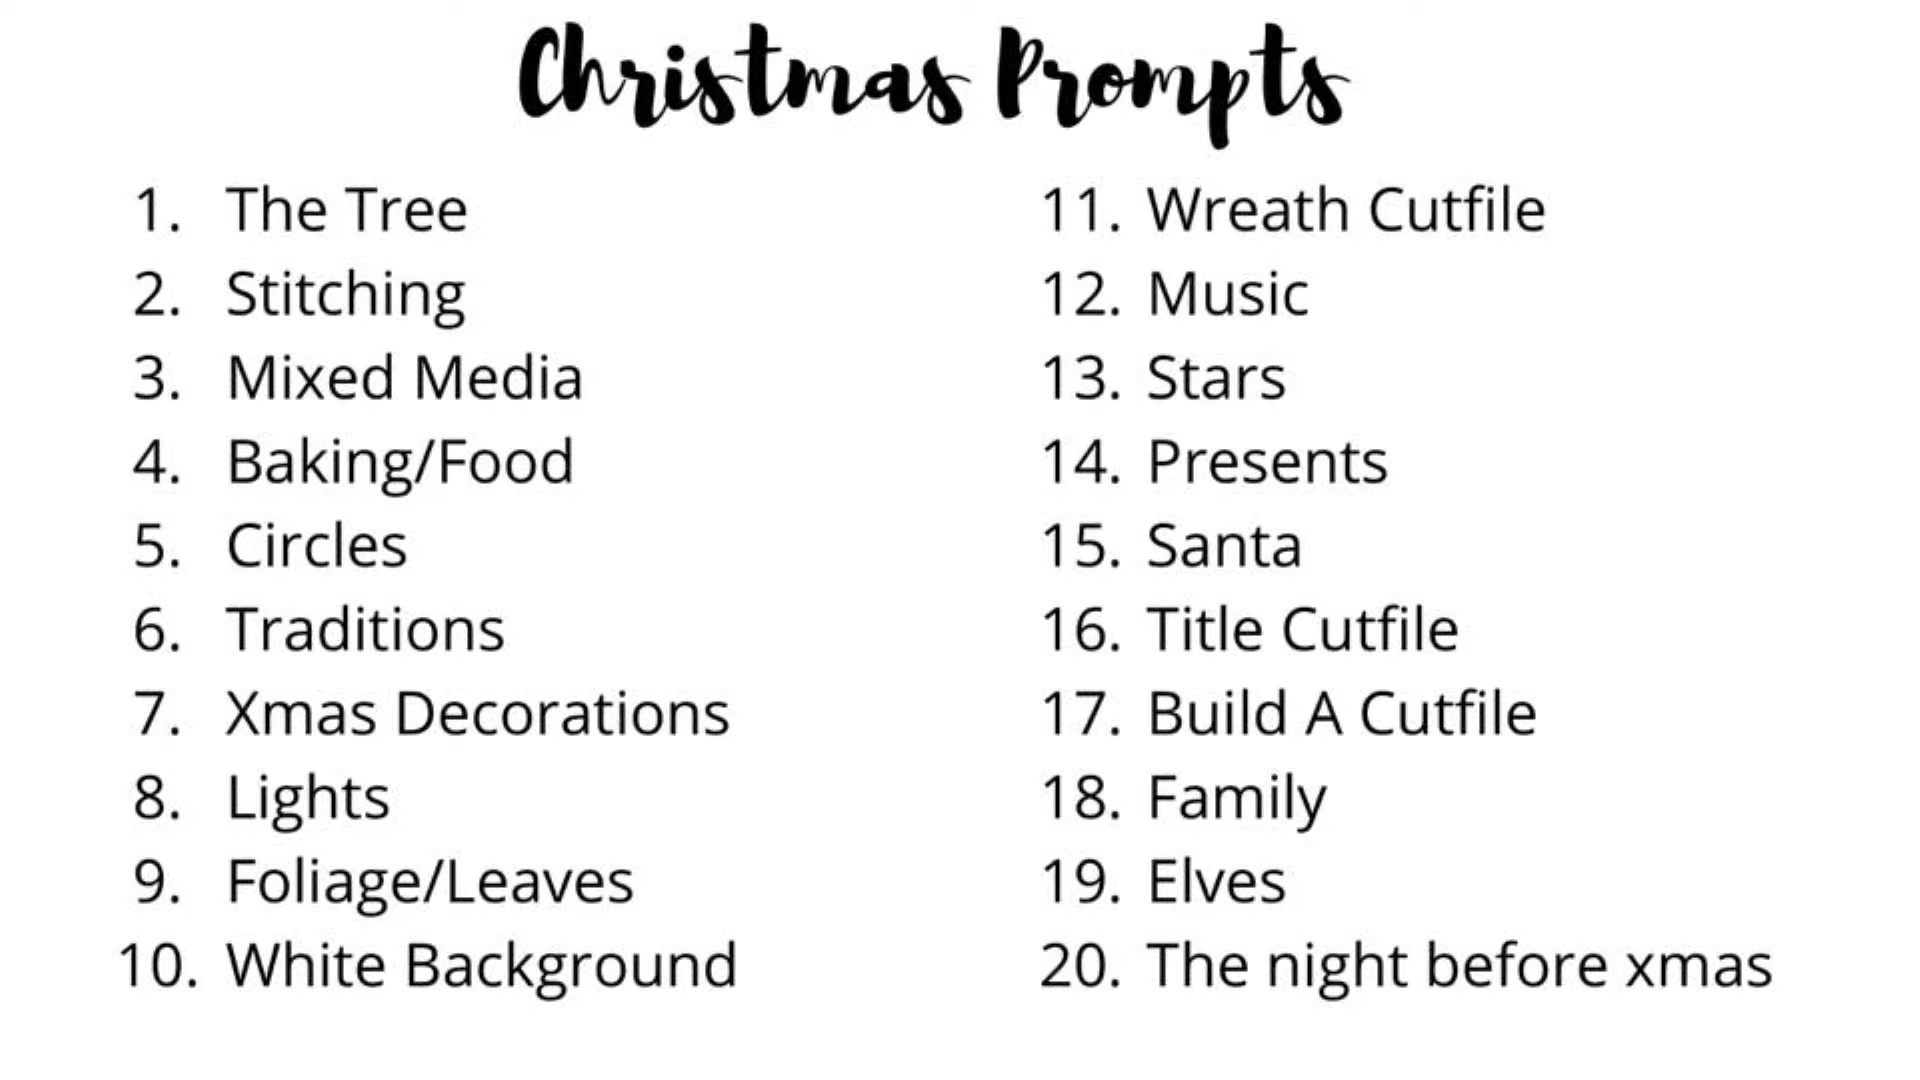 Christmas Prompts
1. The Tree
2. Stitching
3. Mixed Media
4. Baking/Food
5. Circles
6. Traditions
7. Xmas Decorations
8. Lights
9. Foliage/Leaves
10. White Background
11. Wreath Cutfile
12. Music
13. Stars
14. Presents
15. Santa
16. Title Cutfile
17. Build A Cutfile
18. Family
19. Elves
20. The night before xmas